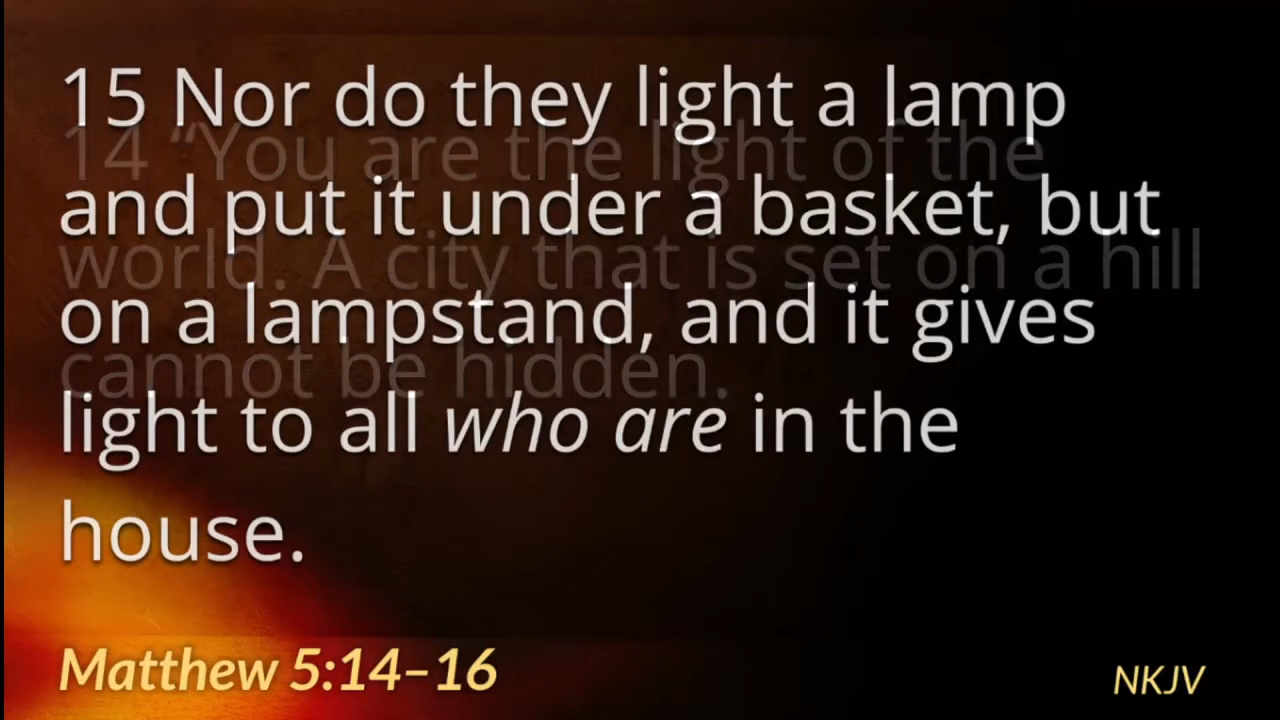 15 Nor do they light a lamp
14 “You are the light of the
and put it under a basket, but
world. A city that is set on a hill
on a lampstand, and it gives
cannot be hidden.
light to all who are in the
house.
Matthew 5:14–16
NKJV